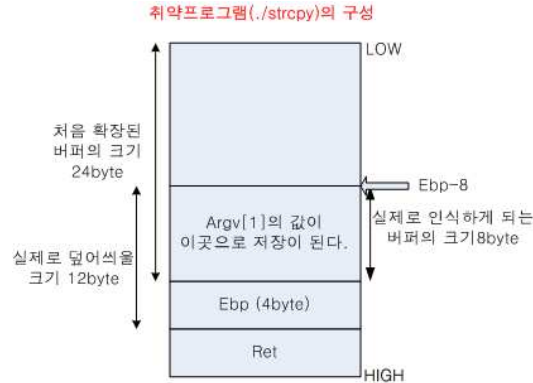 취약프로그램(./strcpy)의 구성
LOW
처음 확장된
버퍼의 크기
24byte
Ebp-8
Argv[1]의 값이
이곳으로 저장이 된다.
실제로 인식하게 되는
버퍼의 크기8byte
실제로 덮어씌울
크기 12byte
Ebp (4byte)
Ret
HIGH